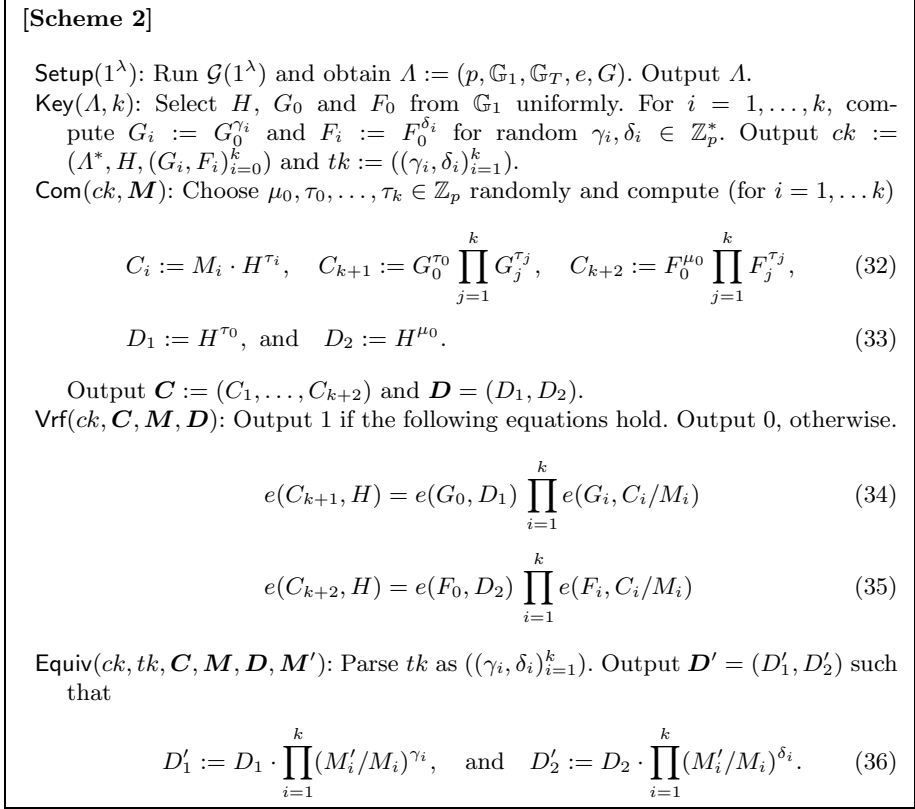 [Scheme 2]
Setup(1^λ): Run 𝒢(1^λ) and obtain Λ := (p, 𝔾_1, 𝔾_T, e, G). Output Λ.
Key(Λ, k): Select H, G_0 and F_0 from 𝔾_1 uniformly. For i = 1, . . . , k, com-
pute G_i := G_0^{γ_i} and F_i := F_0^{δ_i} for random γ_i, δ_i ∈ ℤ_p^*. Output ck :=
(Λ^*, H, (G_i, F_i)_{i=0}^k) and tk := ((γ_i, δ_i)_{i=1}^k).
Com(ck, M): Choose μ_0, τ_0, . . . , τ_k ∈ ℤ_p randomly and compute (for i = 1, . . . k)
C_i := M_i · H^{τ_i}, C_{k+1} := G_0^{τ_0} ∏_{j=1}^k G_j^{τ_j}, C_{k+2} := F_0^{μ_0} ∏_{j=1}^k F_j^{τ_j}, (32)
D_1 := H^{τ_0}, and D_2 := H^{μ_0}. (33)
Output C := (C_1, . . . , C_{k+2}) and D = (D_1, D_2).
Vrf(ck, C, M, D): Output 1 if the following equations hold. Output 0, otherwise.
e(C_{k+1}, H) = e(G_0, D_1) ∏_{i=1}^k e(G_i, C_i/M_i) (34)
e(C_{k+2}, H) = e(F_0, D_2) ∏_{i=1}^k e(F_i, C_i/M_i) (35)
Equiv(ck, tk, C, M, D, M′): Parse tk as ((γ_i, δ_i)_{i=1}^k). Output D′ = (D′_1, D′_2) such
that
D′_1 := D_1 · ∏_{i=1}^k (M′_i/M_i)^{γ_i}, and D′_2 := D_2 · ∏_{i=1}^k (M′_i/M_i)^{δ_i}. (36)